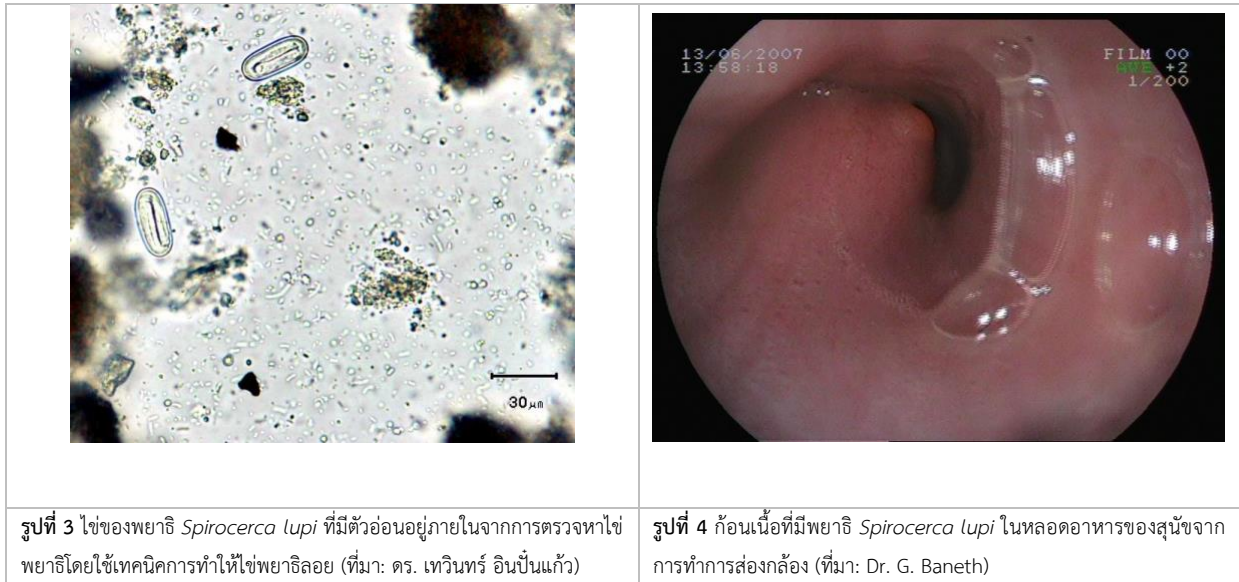 13/06/2007
13:58:18
FILM 00
AVE +2
1/200
30µm
รูปที่ 3 ไข่ของพยาธิ Spirocerca lupi ที่มีตัวอ่อนอยู่ภายในจากการตรวจหาไข่
พยาธิโดยใช้เทคนิคการทำให้ไข่พยาธิลอย (ที่มา: ดร. เทวินทร์ อินปั๋นแก้ว)
รูปที่ 4 ก้อนเนื้อที่มีพยาธิ Spirocerca lupi ในหลอดอาหารของสุนัขจาก
การทำการส่องกล้อง (ที่มา: Dr. G. Baneth)